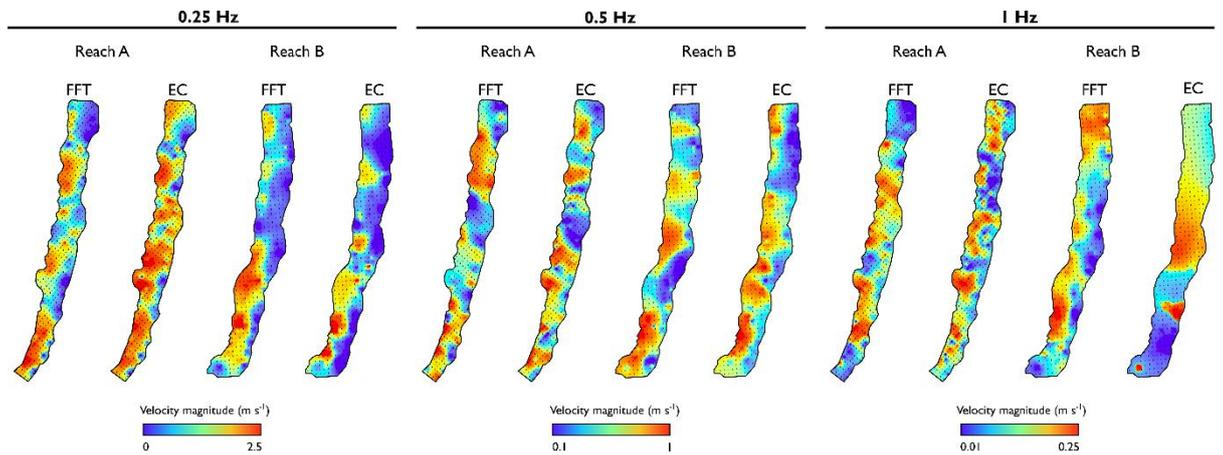 0.25 Hz 0.5 Hz 1 Hz
Reach A Reach B Reach A Reach B Reach A Reach B
FFT EC FFT EC FFT EC FFT EC FFT EC FFT EC
Velocity magnitude (m s⁻¹) Velocity magnitude (m s⁻¹) Velocity magnitude (m s⁻¹)
0 2.5 0.1 1 0.01 0.25